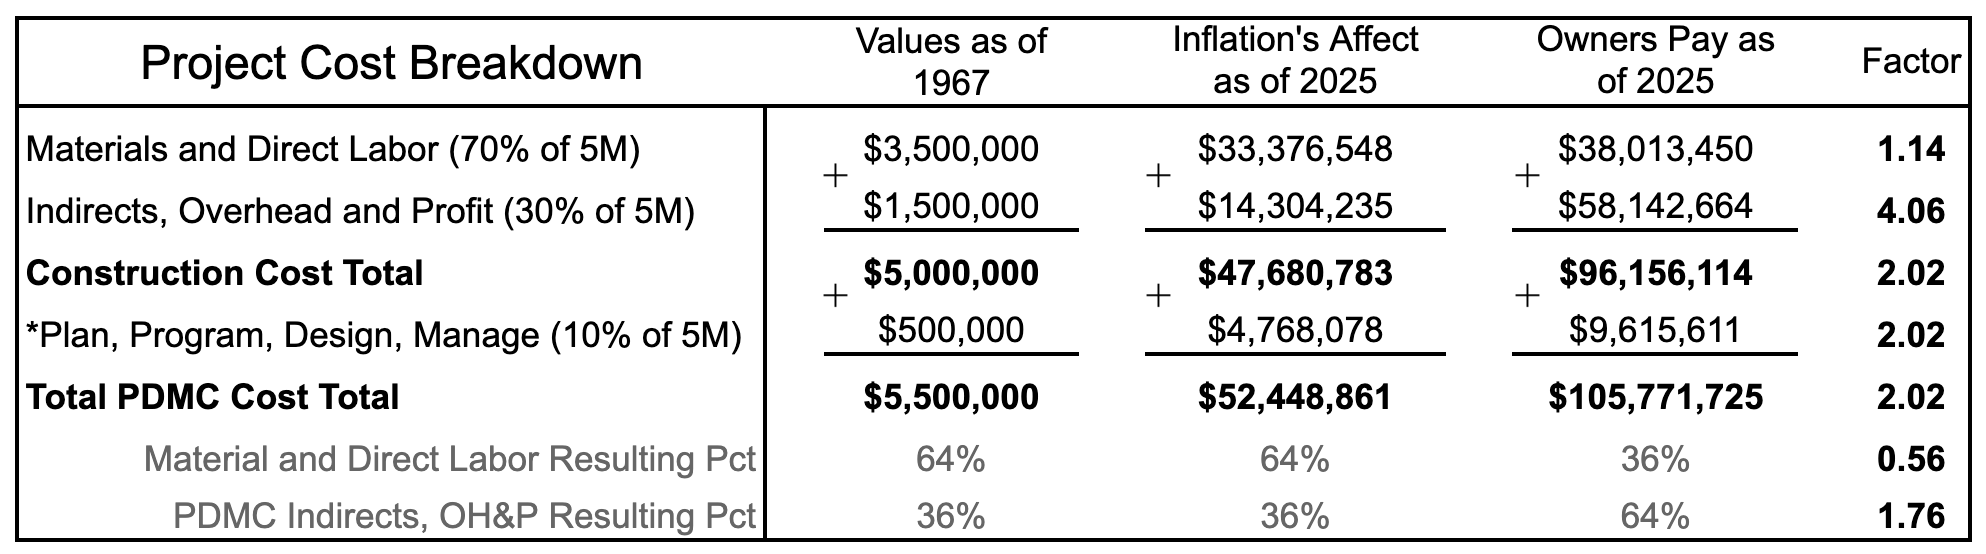 Project Cost Breakdown Values as of 1967 Inflation's Affect as of 2025 Owners Pay as of 2025 Factor
Materials and Direct Labor (70% of 5M) $3,500,000 $33,376,548 $38,013,450 1.14
+ + +
Indirects, Overhead and Profit (30% of 5M) $1,500,000 $14,304,235 $58,142,664 4.06
Construction Cost Total $5,000,000 $47,680,783 $96,156,114 2.02
+ + +
*Plan, Program, Design, Manage (10% of 5M) $500,000 $4,768,078 $9,615,611 2.02
Total PDMC Cost Total $5,500,000 $52,448,861 $105,771,725 2.02
Material and Direct Labor Resulting Pct 64% 64% 36% 0.56
PDMC Indirects, OH&P Resulting Pct 36% 36% 64% 1.76